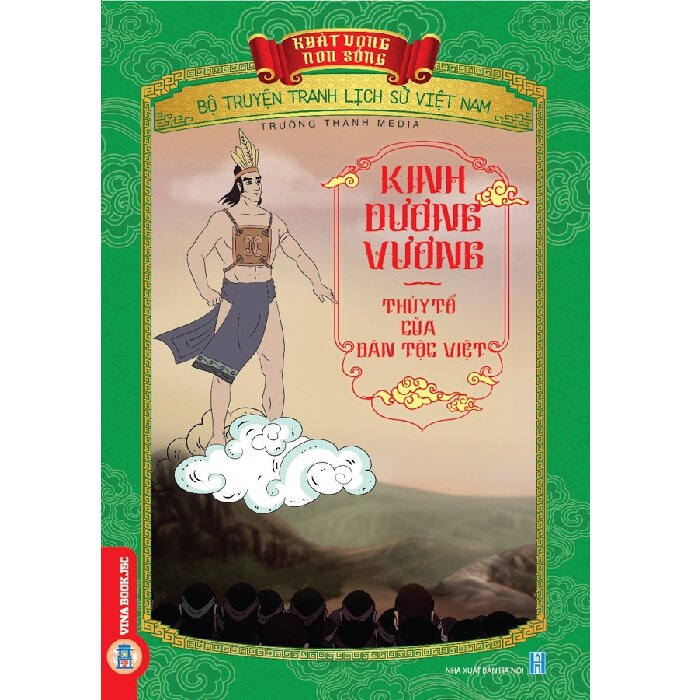 KHÁT VỌNG
NON SÔNG
BỘ TRUYỆN TRANH LỊCH SỬ VIỆT NAM
TRƯỜNG THÀNH MEDIA
KINH
DƯƠNG
VƯƠNG
THỦY TỔ
CỦA
DÂN TỘC VIỆT
VINA BOOK.JSC
NHÀ XUẤT BẢN HÀ NỘI